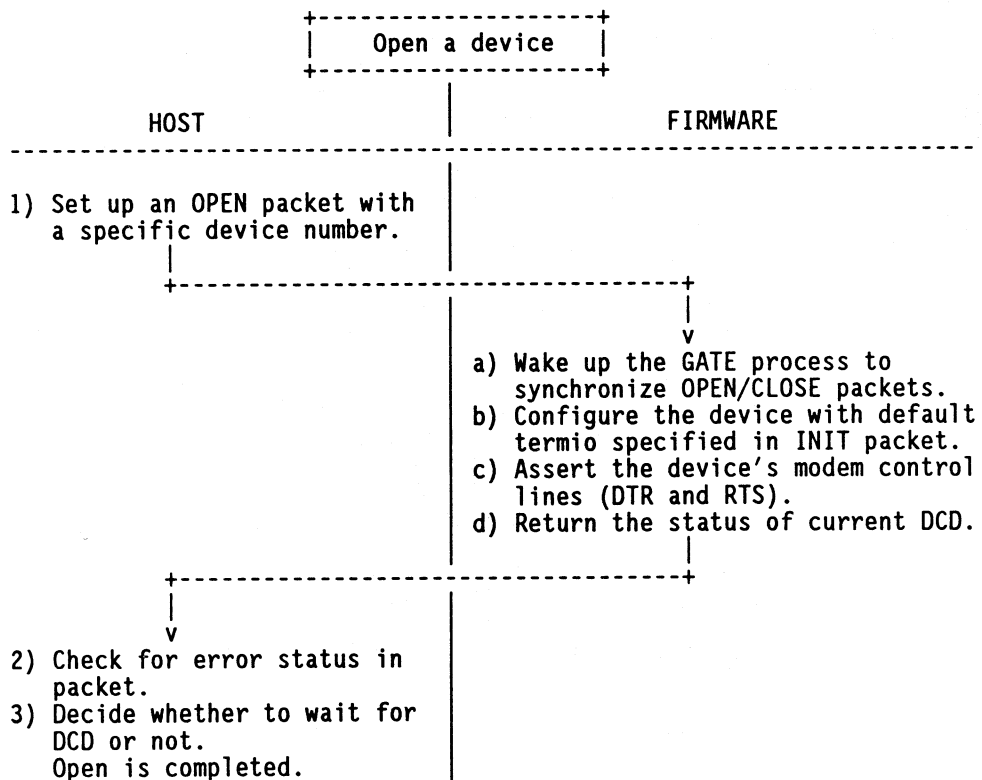 Open a device
HOST
FIRMWARE
1) Set up an OPEN packet with
a specific device number.
a) Wake up the GATE process to
synchronize OPEN/CLOSE packets.
b) Configure the device with default
termio specified in INIT packet.
c) Assert the device's modem control
lines (DTR and RTS).
d) Return the status of current DCD.
2) Check for error status in
packet.
3) Decide whether to wait for
DCD or not.
Open is completed.